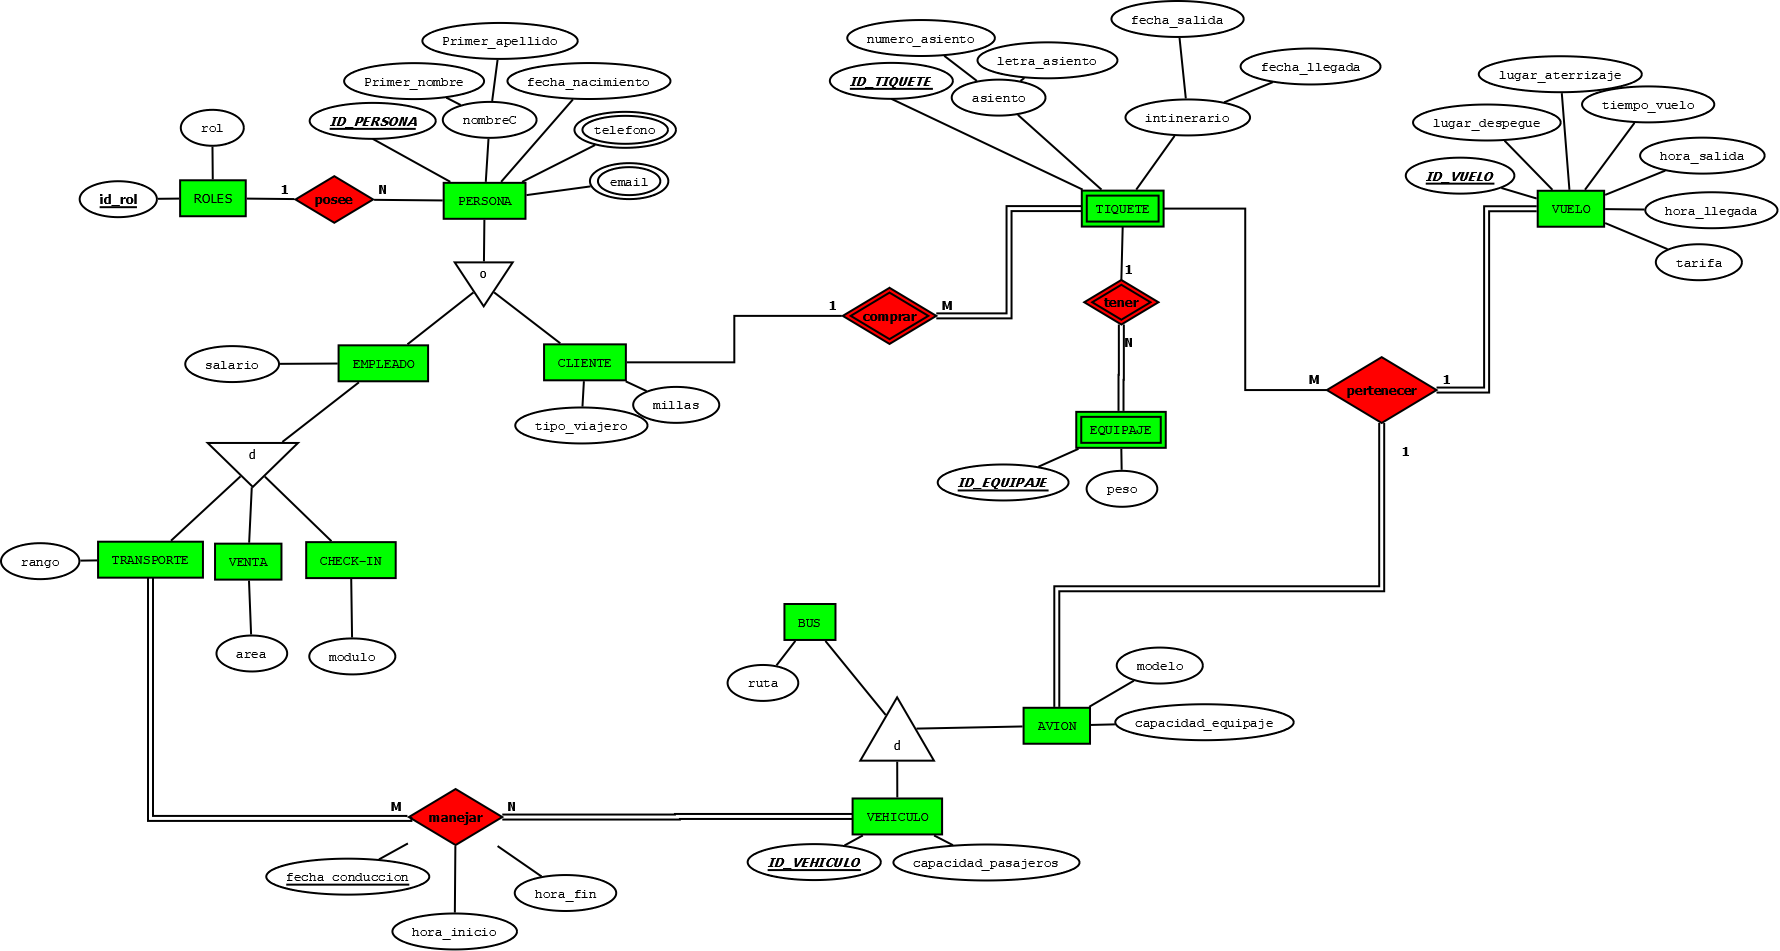 fecha_salida
Primer_apellido
numero_asiento
letra_asiento
fecha_llegada
lugar_aterrizaje
Primer_nombre
fecha_nacimiento
ID_TIQUETE
asiento
tiempo_vuelo
ID_PERSONA
nombreC
telefono
intinerario
lugar_despegue
rol
hora_salida
email
ID_VUELO
id_rol
ROLES
1
posee
N
PERSONA
TIQUETE
VUELO
hora_llegada
tarifa
o
1
tener
N
1
comprar
M
salario
EMPLEADO
CLIENTE
millas
tipo_viajero
M
pertenecer
1
1
EQUIPAJE
ID_EQUIPAJE
peso
d
rango
TRANSPORTE
VENTA
CHECK-IN
area
modulo
BUS
ruta
modelo
AVION
capacidad_equipaje
d
M
manejar
N
VEHICULO
ID_VEHICULO
capacidad_pasajeros
fecha conduccion
hora_fin
hora_inicio